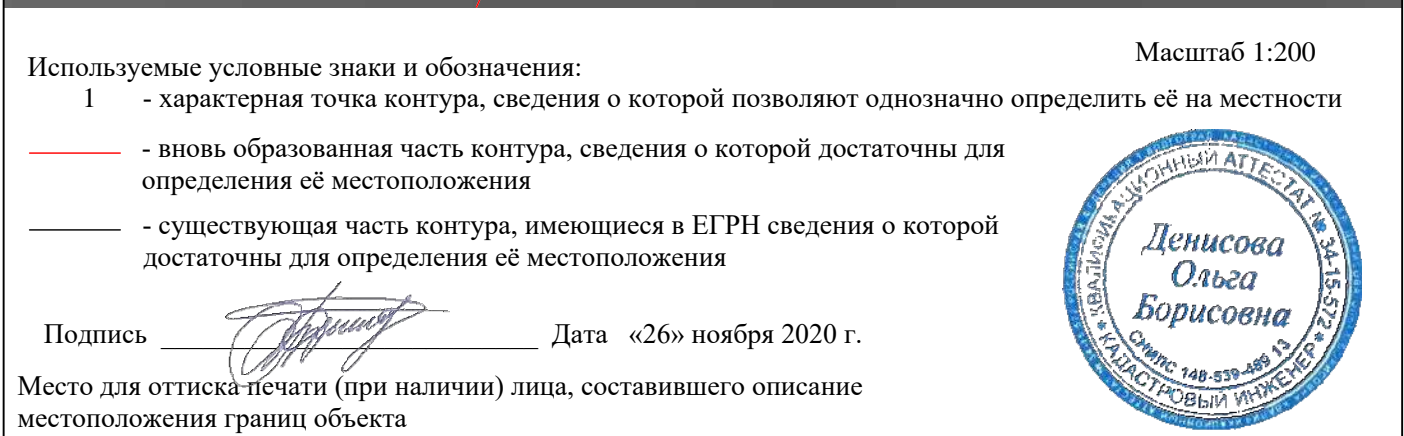 Масштаб 1:200
Используемые условные знаки и обозначения:
1 - характерная точка контура, сведения о которой позволяют однозначно определить её на местности
- вновь образованная часть контура, сведения о которой достаточны для
определения её местоположения
- существующая часть контура, имеющиеся в ЕГРН сведения о которой
достаточны для определения её местоположения
Подпись Дата «26» ноября 2020 г.
Место для оттиска печати (при наличии) лица, составившего описание
местоположения границ объекта
КВАЛИФИКАЦИОННЫЙ АТТЕСТАТ № 34-15-572
Денисова
Ольга
Борисовна
СНИЛС 148-539-489 13
* КАДАСТРОВЫЙ ИНЖЕНЕР *